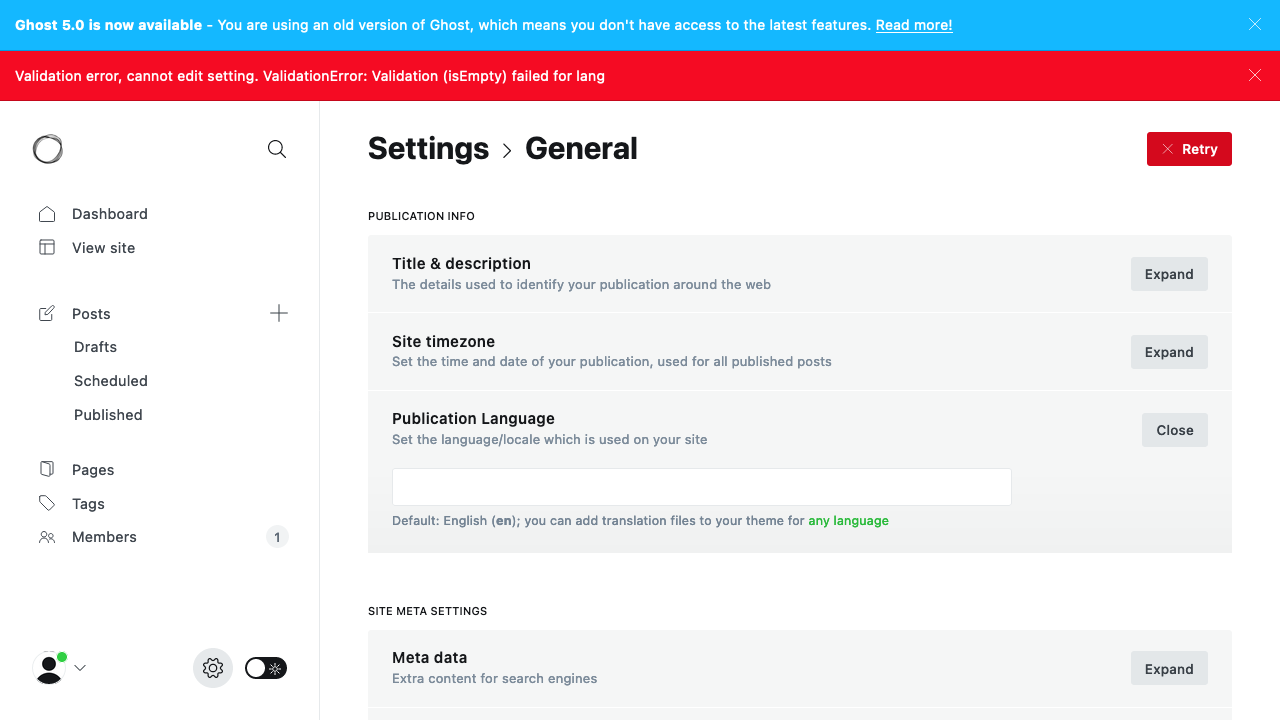 Ghost 5.0 is now available - You are using an old version of Ghost, which means you don't have access to the latest features. Read more!
Validation error, cannot edit setting. ValidationError: Validation (isEmpty) failed for lang
Settings > General
Retry
Dashboard
View site
Posts
Drafts
Scheduled
Published
Pages
Tags
Members
1
PUBLICATION INFO
Title & description
The details used to identify your publication around the web
Expand
Site timezone
Set the time and date of your publication, used for all published posts
Expand
Publication Language
Set the language/locale which is used on your site
Close
Default: English (en); you can add translation files to your theme for any language
SITE META SETTINGS
Meta data
Extra content for search engines
Expand